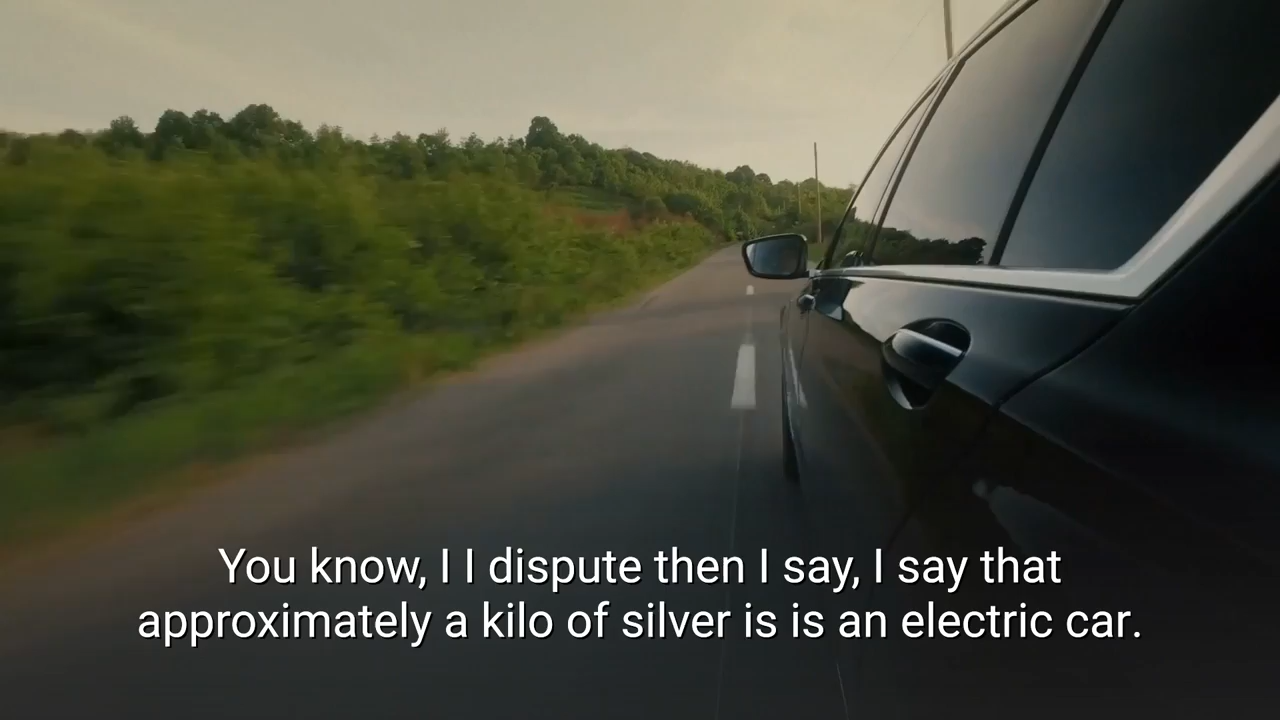 You know, I I dispute then I say, I say that
approximately a kilo of silver is is an electric car.